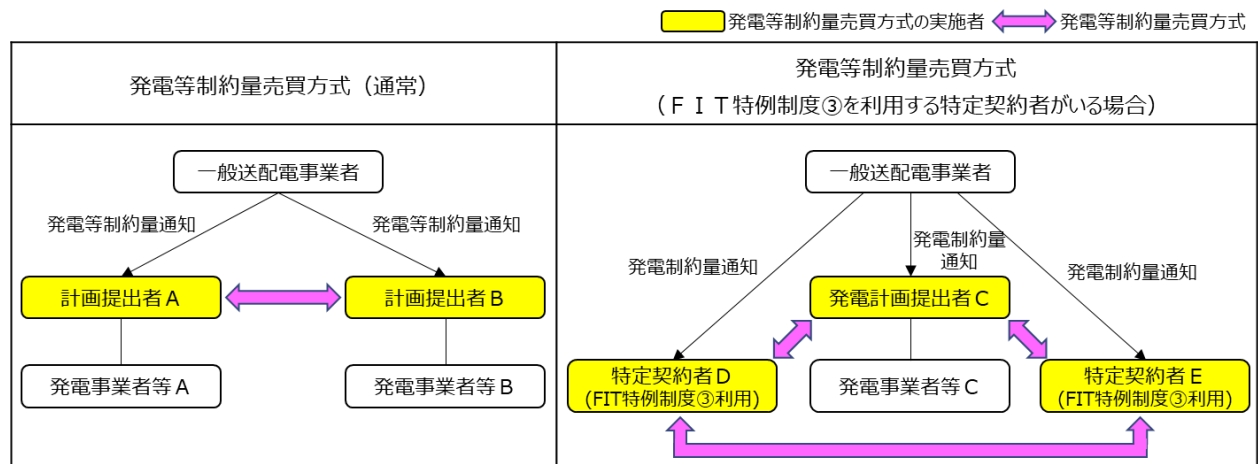 発電等制約量売買方式の実施者
発電等制約量売買方式
発電等制約量売買方式（通常）
発電等制約量売買方式
（ＦＩＴ特例制度③を利用する特定契約者がいる場合）
一般送配電事業者
発電等制約量通知
発電等制約量通知
計画提出者Ａ
計画提出者Ｂ
発電事業者等Ａ
発電事業者等Ｂ
一般送配電事業者
発電制約量通知
発電制約量
通知
発電制約量通知
発電計画提出者Ｃ
特定契約者Ｄ
(FIT特例制度③利用)
発電事業者等Ｃ
特定契約者Ｅ
(FIT特例制度③利用)